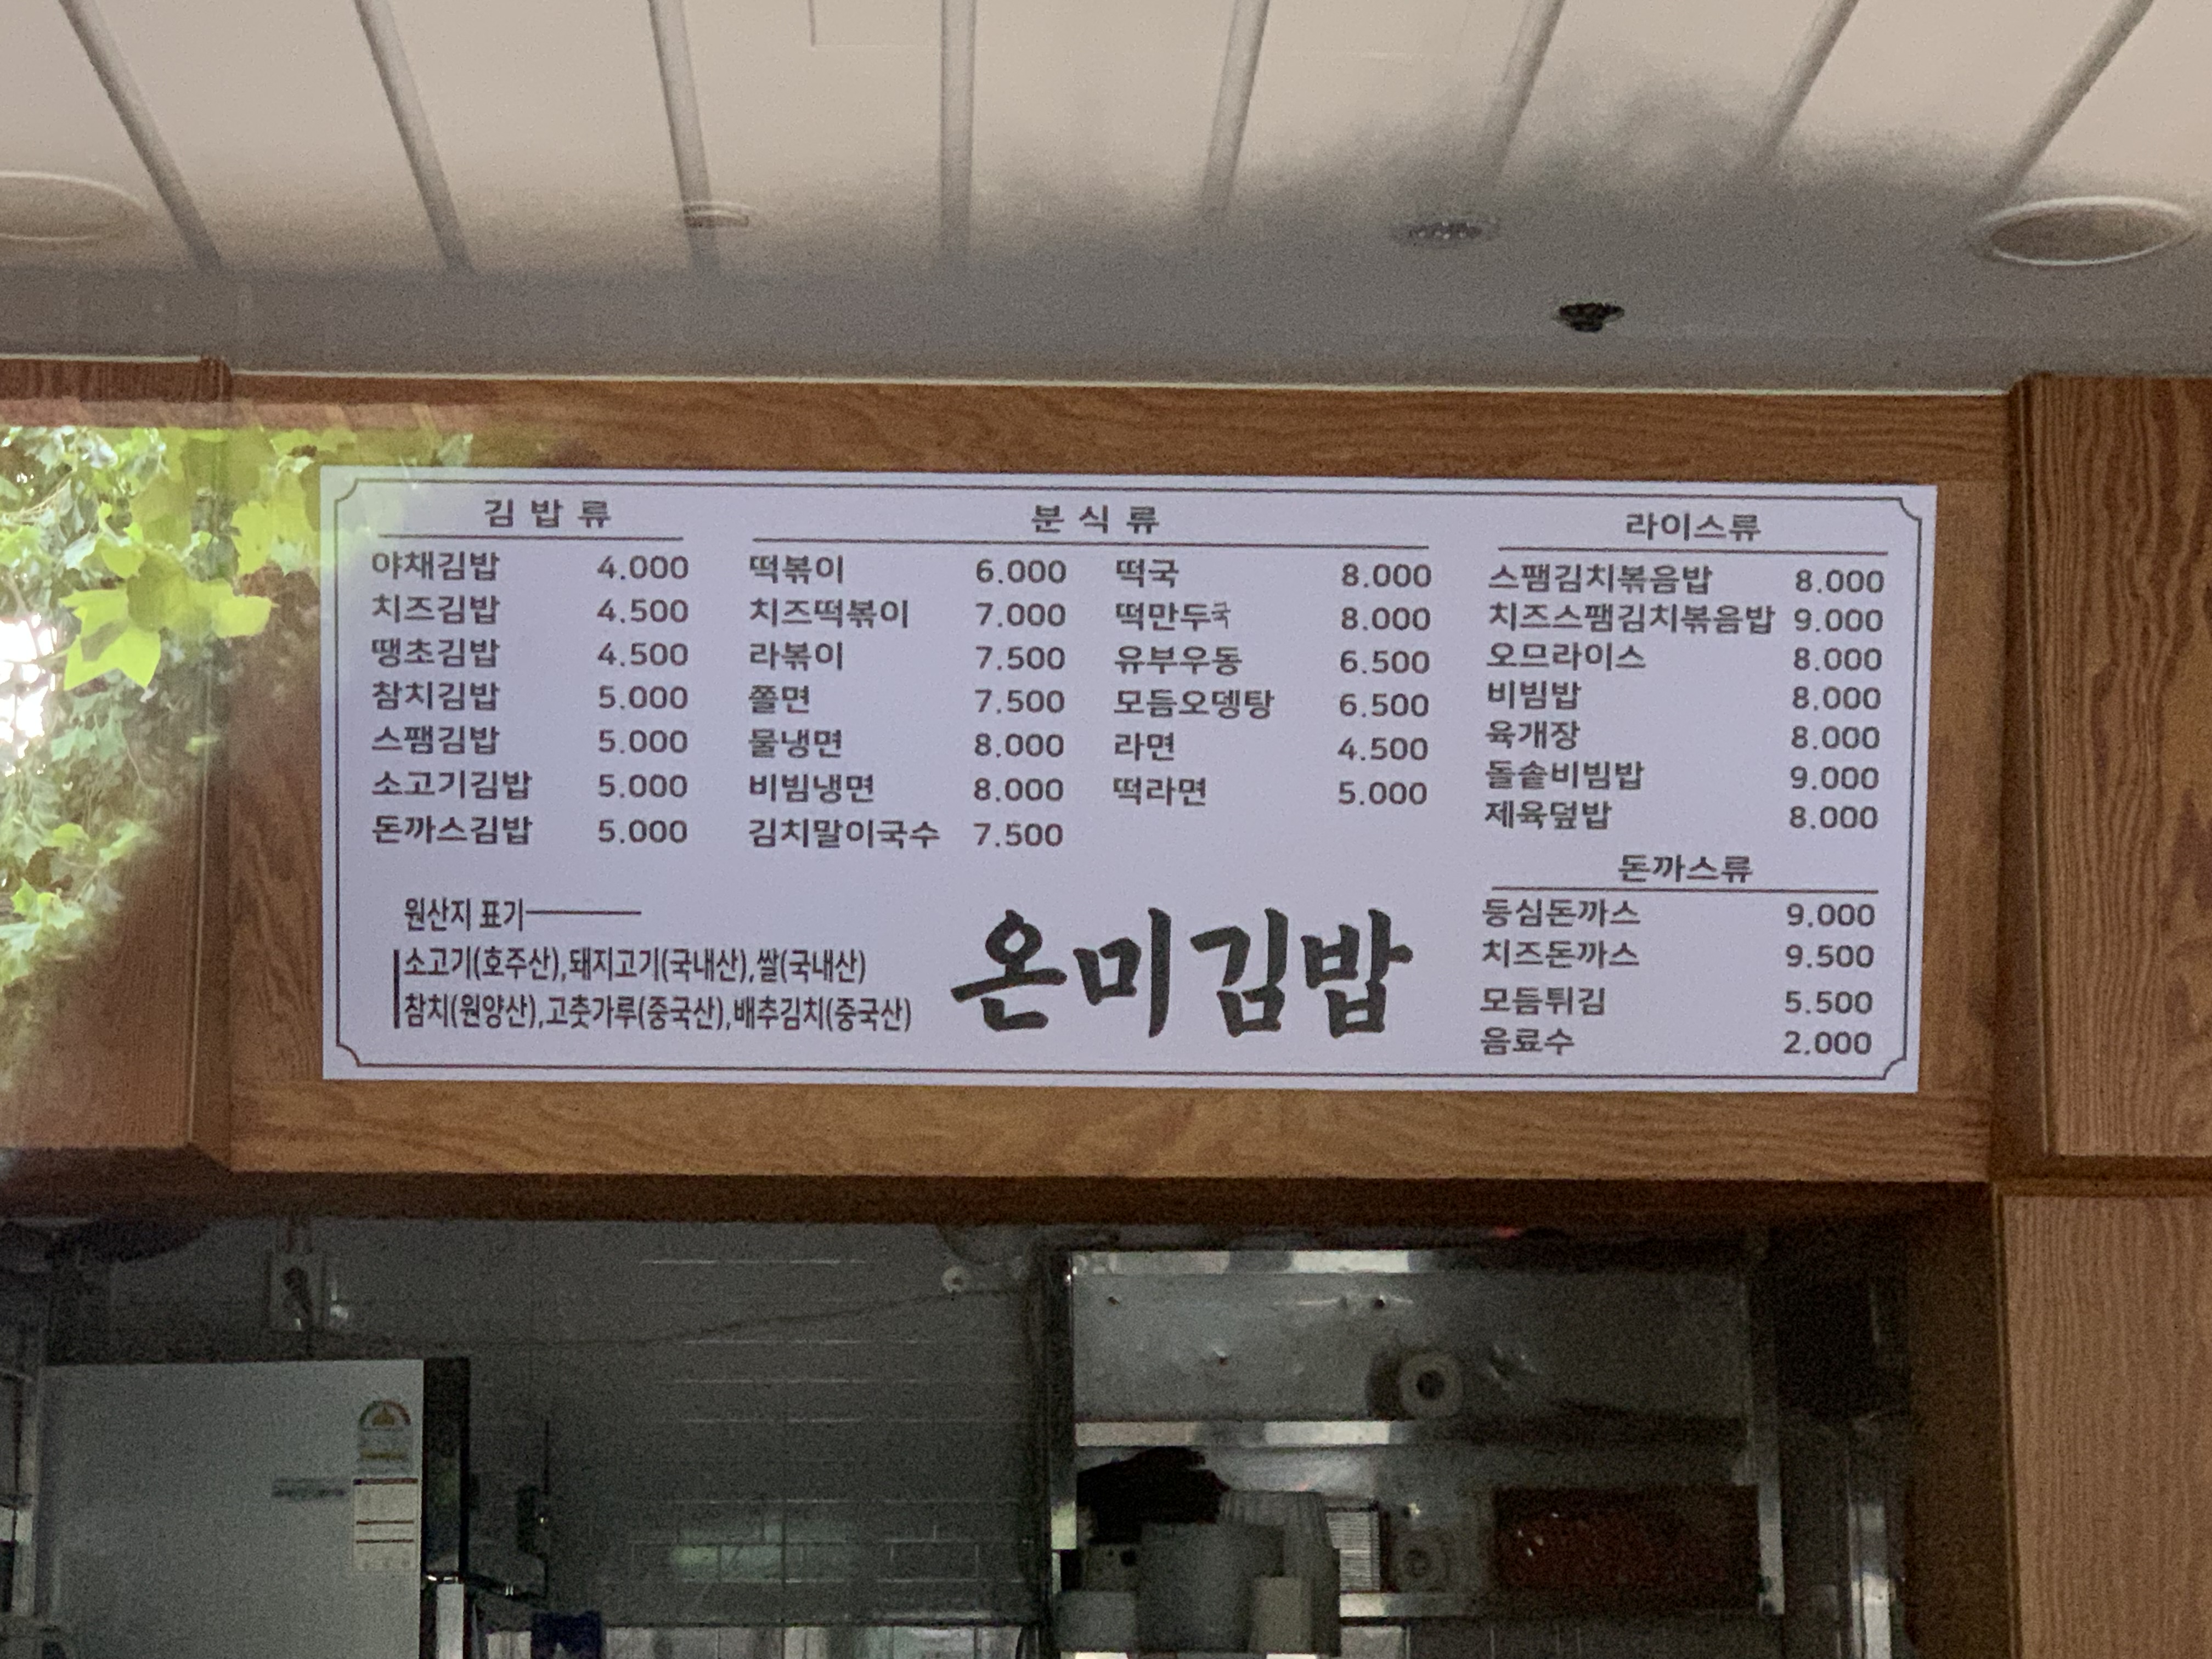 김밥류
야채김밥 4.000
치즈김밥 4.500
땡초김밥 4.500
참치김밥 5.000
스팸김밥 5.000
소고기김밥 5.000
돈까스김밥 5.000
분식류
떡볶이 6.000
치즈떡볶이 7.000
라볶이 7.500
쫄면 7.500
물냉면 8.000
비빔냉면 8.000
김치말이국수 7.500
떡국 8.000
떡만두국 8.000
유부우동 6.500
모듬오뎅탕 6.500
라면 4.500
떡라면 5.000
라이스류
스팸김치볶음밥 8.000
치즈스팸김치볶음밥 9.000
오므라이스 8.000
비빔밥 8.000
육개장 8.000
돌솥비빔밥 9.000
제육덮밥 8.000
돈까스류
등심돈까스 9.000
치즈돈까스 9.500
모듬튀김 5.500
음료수 2.000
원산지 표기
소고기(호주산),돼지고기(국내산),쌀(국내산)
참치(원양산),고춧가루(중국산),배추김치(중국산)
온미김밥